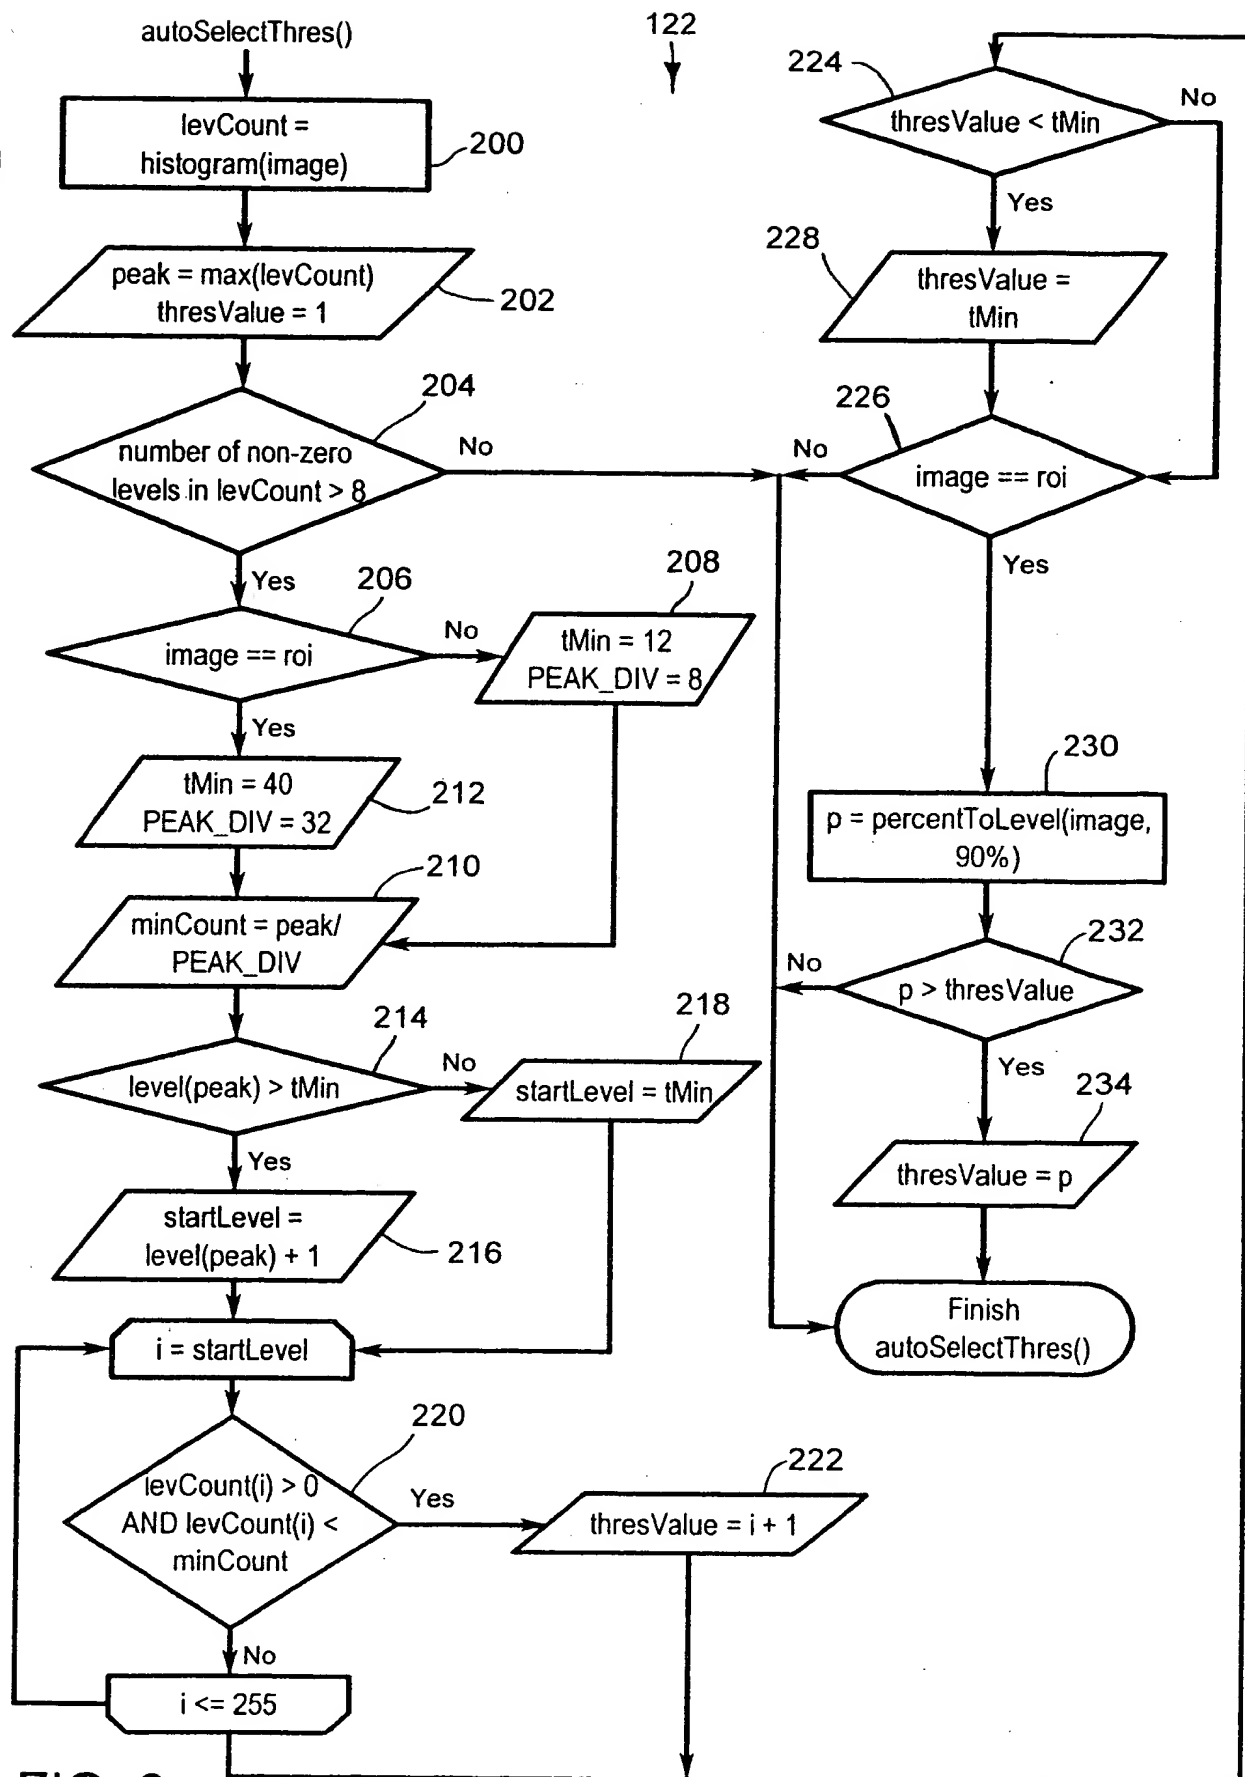 autoSelectThres()
122
levCount =
histogram(image)
200
peak = max(levCount)
thresValue = 1
202
204
number of non-zero
levels in levCount > 8
No
Yes
206
image == roi
No
208
tMin = 12
PEAK_DIV = 8
Yes
tMin = 40
PEAK_DIV = 32
212
210
minCount = peak/
PEAK_DIV
214
level(peak) > tMin
No
218
startLevel = tMin
Yes
startLevel =
level(peak) + 1
216
i = startLevel
220
levCount(i) > 0
AND levCount(i) <
minCount
Yes
222
thresValue = i + 1
No
i <= 255
224
thresValue < tMin
No
Yes
228
thresValue =
tMin
226
No
image == roi
Yes
230
p = percentToLevel(image,
90%)
232
No
p > thresValue
Yes
234
thresValue = p
Finish
autoSelectThres()